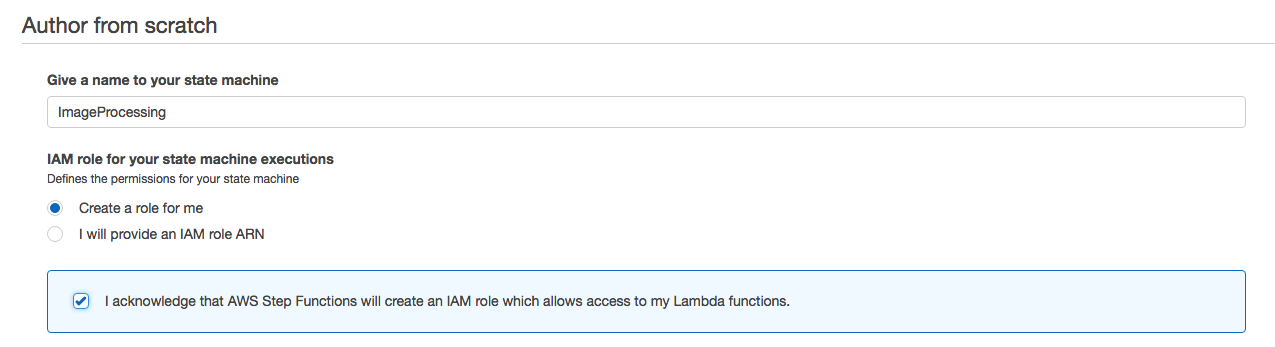 Author from scratch
Give a name to your state machine
ImageProcessing
IAM role for your state machine executions
Defines the permissions for your state machine
Create a role for me
I will provide an IAM role ARN
I acknowledge that AWS Step Functions will create an IAM role which allows access to my Lambda functions.